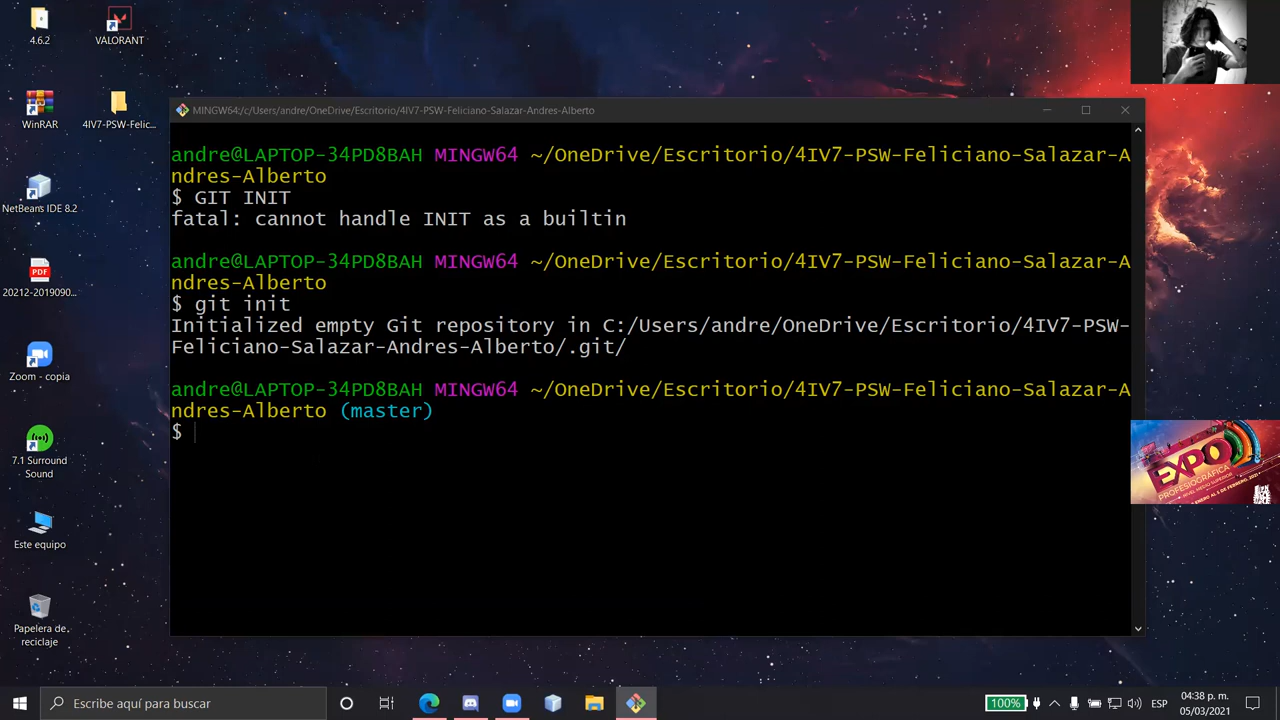 4.6.2
VALORANT
WinRAR
4IV7-PSW-Felic...
NetBeans IDE 8.2
20212-2019090...
Zoom - copia
7.1 Surround
Sound
Este equipo
Papelera de
reciclaje
MINGW64:/c/Users/andre/OneDrive/Escritorio/4IV7-PSW-Feliciano-Salazar-Andres-Alberto
andre@LAPTOP-34PD8BAH MINGW64 ~/OneDrive/Escritorio/4IV7-PSW-Feliciano-Salazar-A
ndres-Alberto
$ GIT INIT
fatal: cannot handle INIT as a builtin
andre@LAPTOP-34PD8BAH MINGW64 ~/OneDrive/Escritorio/4IV7-PSW-Feliciano-Salazar-A
ndres-Alberto
$ git init
Initialized empty Git repository in C:/Users/andre/OneDrive/Escritorio/4IV7-PSW-
Feliciano-Salazar-Andres-Alberto/.git/
andre@LAPTOP-34PD8BAH MINGW64 ~/OneDrive/Escritorio/4IV7-PSW-Feliciano-Salazar-A
ndres-Alberto (master)
$
PDF
EXPO
PROFESIOGRÁFICA
NIVEL MEDIO SUPERIOR
Escribe aquí para buscar
100%
ESP
04:38 p. m.
05/03/2021